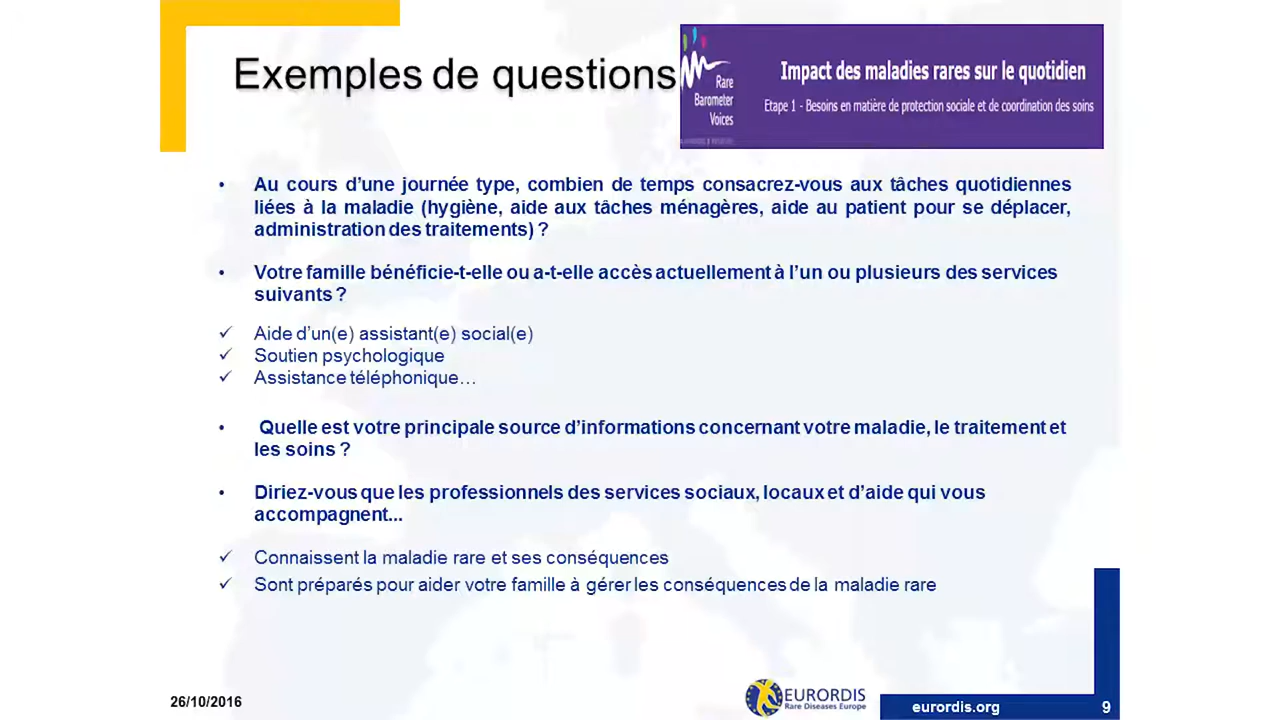 Exemples de questions
Rare
Barometer
Voices
Impact des maladies rares sur le quotidien
Etape 1 - Besoins en matière de protection sociale et de coordination des soins
• Au cours d'une journée type, combien de temps consacrez-vous aux tâches quotidiennes
liées à la maladie (hygiène, aide aux tâches ménagères, aide au patient pour se déplacer,
administration des traitements) ?
• Votre famille bénéficie-t-elle ou a-t-elle accès actuellement à l'un ou plusieurs des services
suivants ?
✓ Aide d'un(e) assistant(e) social(e)
✓ Soutien psychologique
✓ Assistance téléphonique…
• Quelle est votre principale source d'informations concernant votre maladie, le traitement et
les soins ?
• Diriez-vous que les professionnels des services sociaux, locaux et d'aide qui vous
accompagnent...
✓ Connaissent la maladie rare et ses conséquences
✓ Sont préparés pour aider votre famille à gérer les conséquences de la maladie rare
26/10/2016
EURORDIS
Rare Diseases Europe
eurordis.org
9